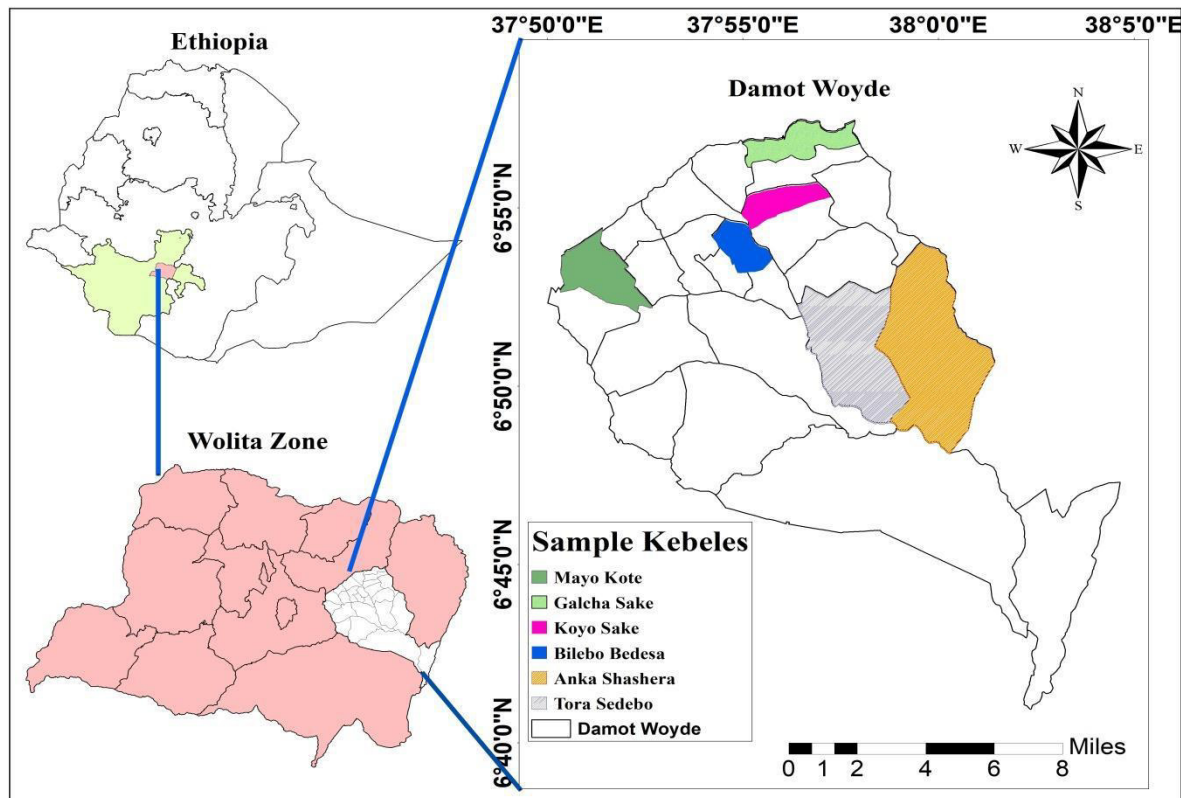 Ethiopia
Wolita Zone
37°50'0"E 37°55'0"E 38°0'0"E 38°5'0"E
Damot Woyde
N
W E
S
6°55'0"N
6°50'0"N
6°45'0"N
6°40'0"N
Sample Kebeles
Mayo Kote
Galcha Sake
Koyo Sake
Bilebo Bedesa
Anka Shashera
Tora Sedebo
Damot Woyde
Miles
0 1 2 4 6 8